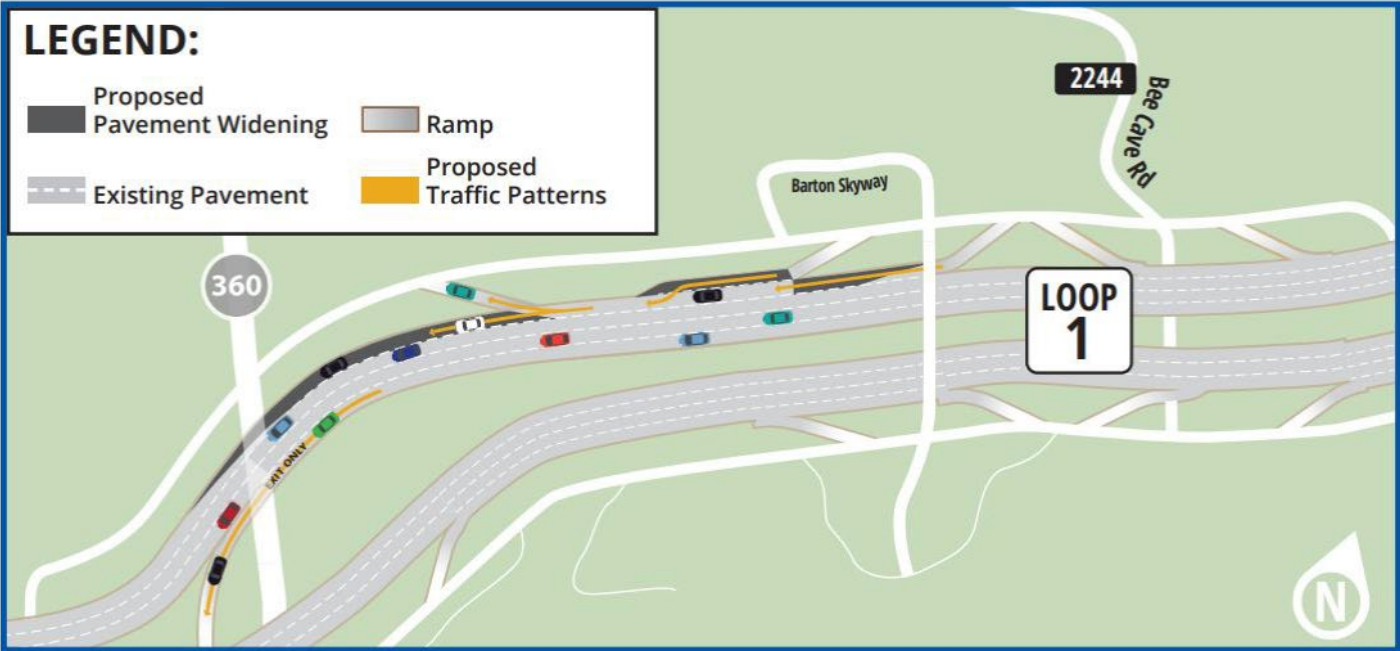 LEGEND:
Proposed
Pavement Widening
Ramp
Existing Pavement
Proposed
Traffic Patterns
2244
Bee Cave Rd
Barton Skyway
360
LOOP
1
EXIT ONLY
N